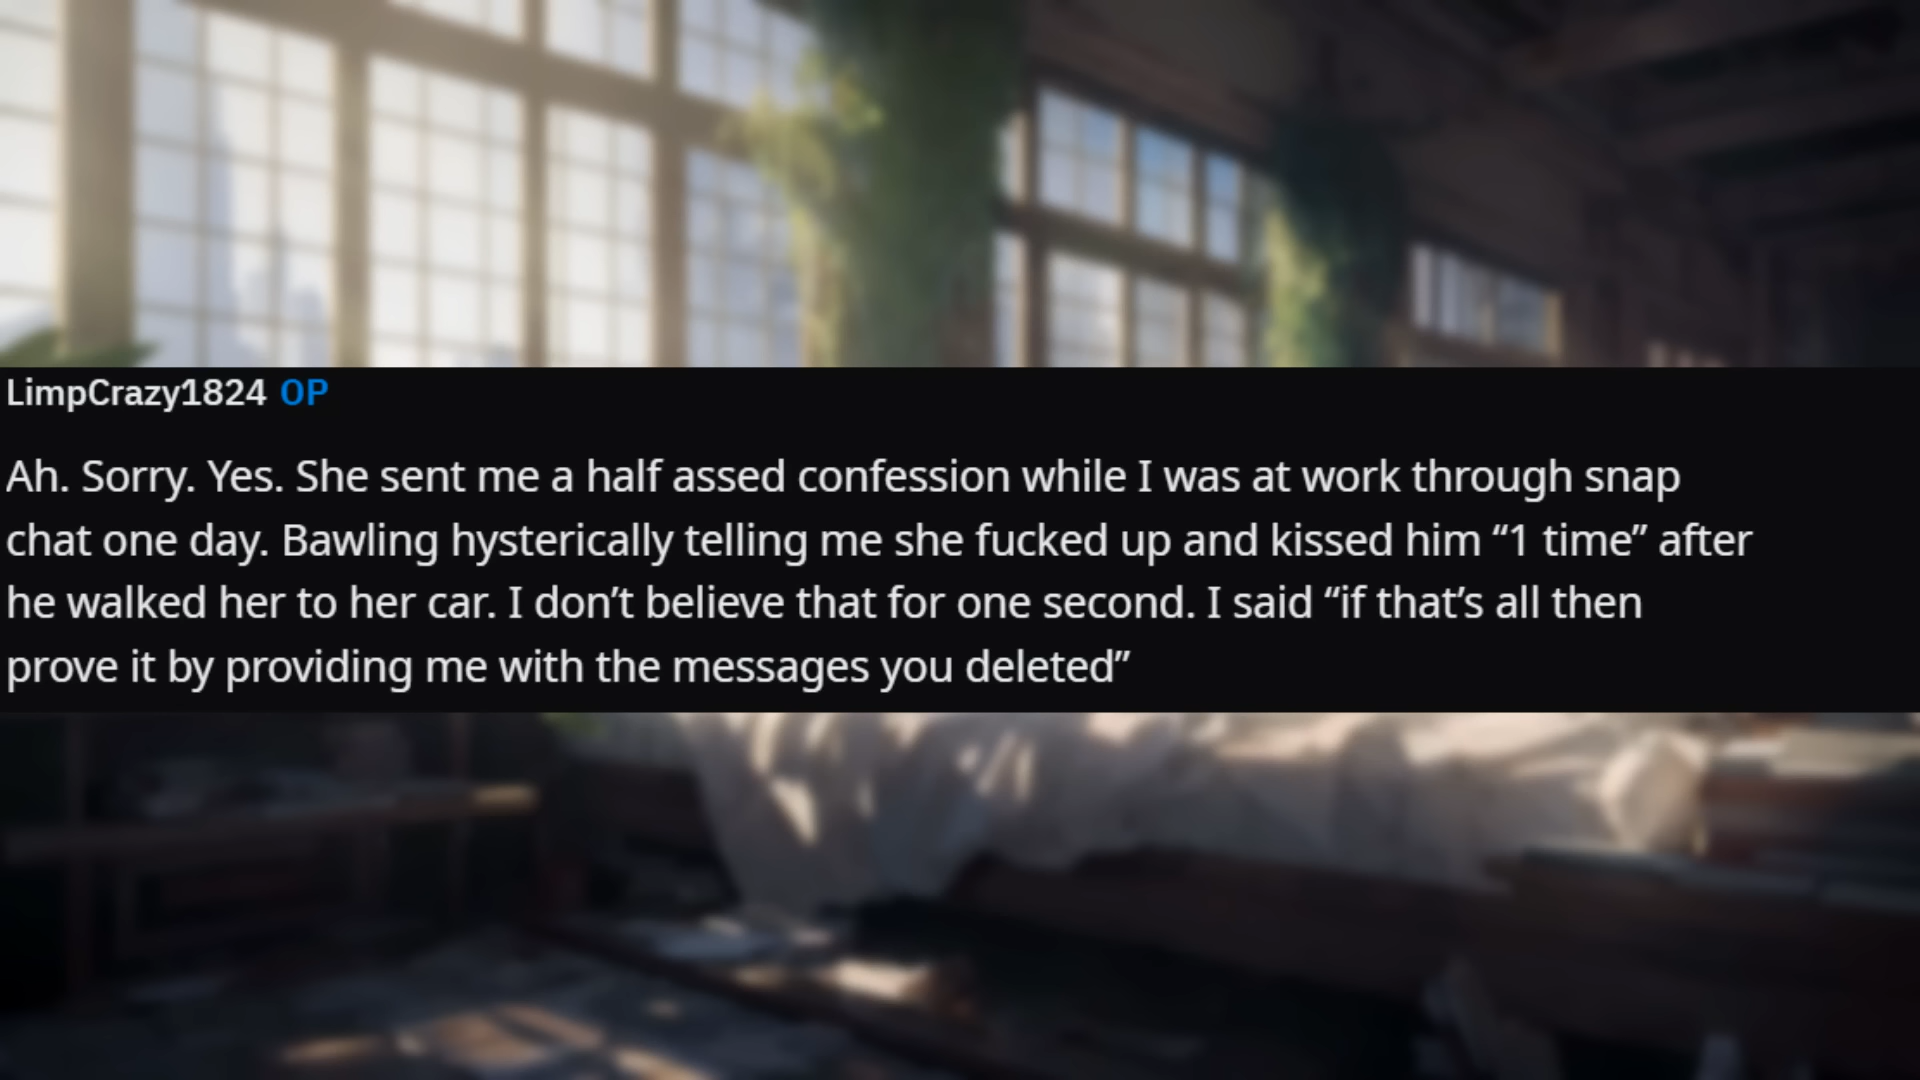 LimpCrazy1824 OP
Ah. Sorry. Yes. She sent me a half assed confession while I was at work through snap
chat one day. Bawling hysterically telling me she fucked up and kissed him “1 time” after
he walked her to her car. I don’t believe that for one second. I said “if that’s all then
prove it by providing me with the messages you deleted”